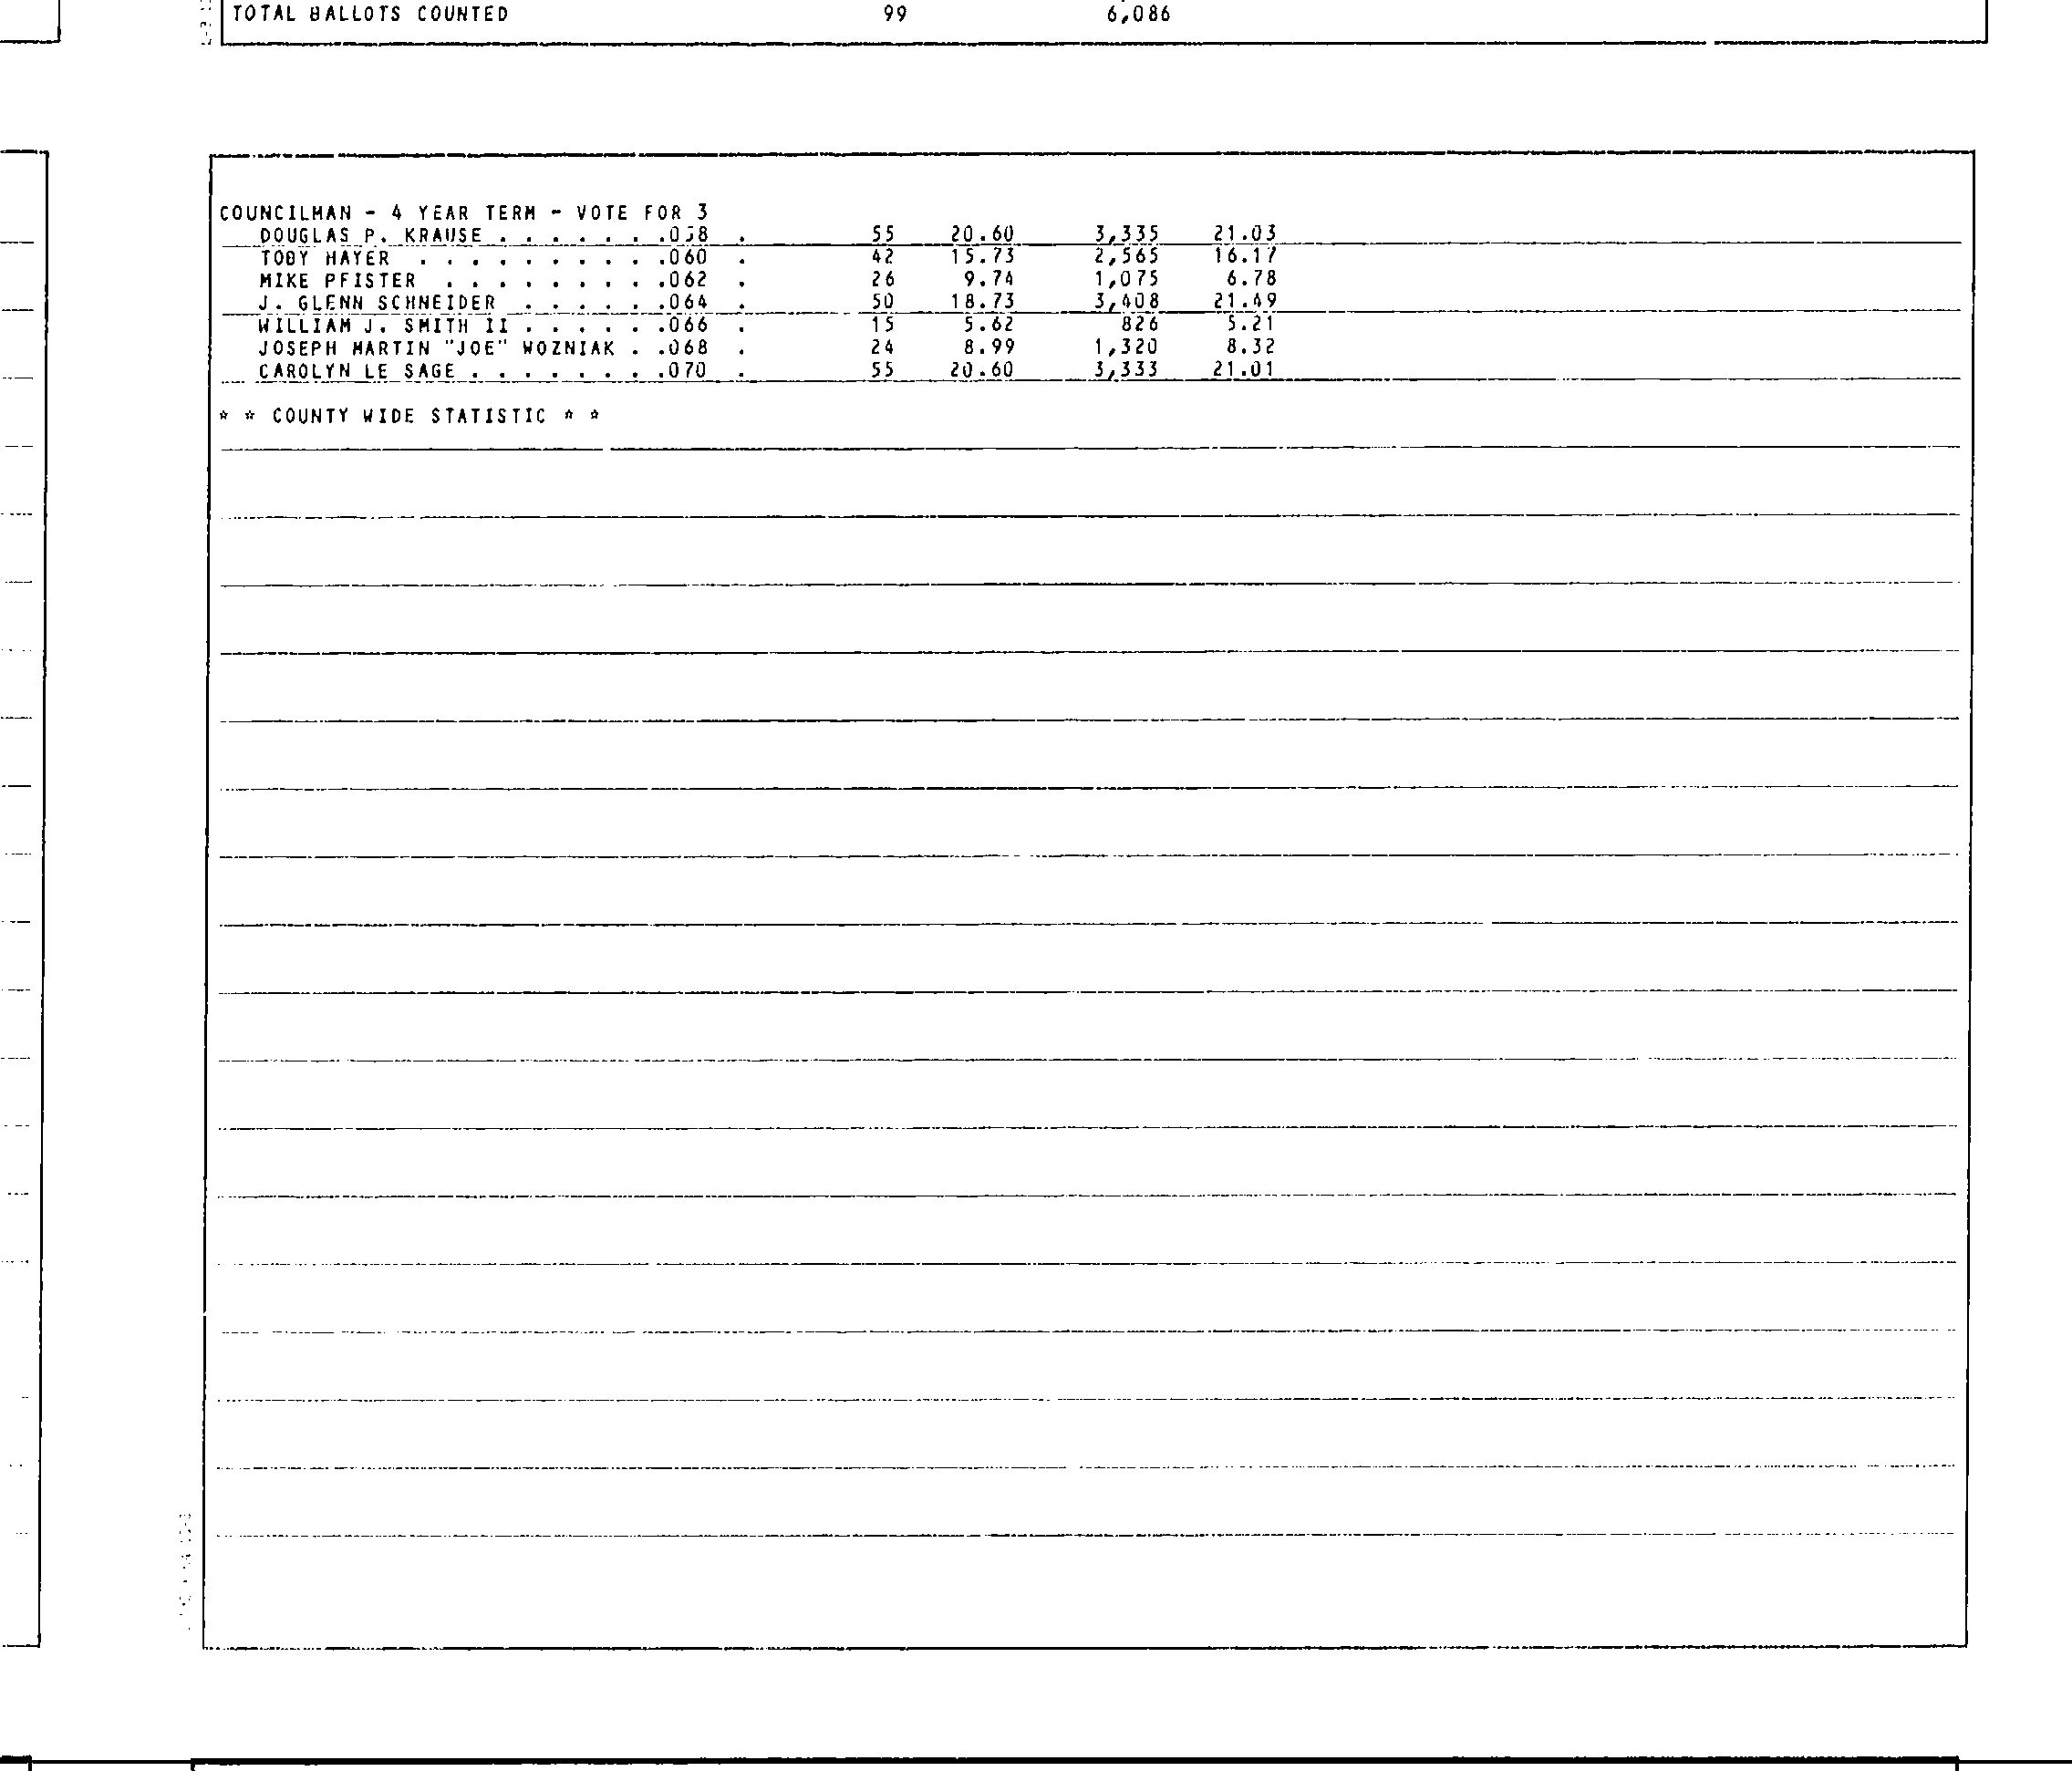 TOTAL BALLOTS COUNTED 99 6,086
COUNCILMAN - 4 YEAR TERM - VOTE FOR 3
DOUGLAS P. KRAUSE . . . . . . .058 . 55 20.60 3,335 21.03
TOBY HAYER . . . . . . . . . .060 . 42 15.73 2,565 16.17
MIKE PFISTER . . . . . . . . .062 . 26 9.74 1,075 6.78
J. GLENN SCHNEIDER . . . . . .064 . 50 18.73 3,408 21.49
WILLIAM J. SMITH II . . . . . .066 . 15 5.62 826 5.21
JOSEPH MARTIN "JOE" WOZNIAK . .068 . 24 8.99 1,320 8.32
CAROLYN LE SAGE . . . . . . . .070 . 55 20.60 3,333 21.01
* * COUNTY WIDE STATISTIC * *